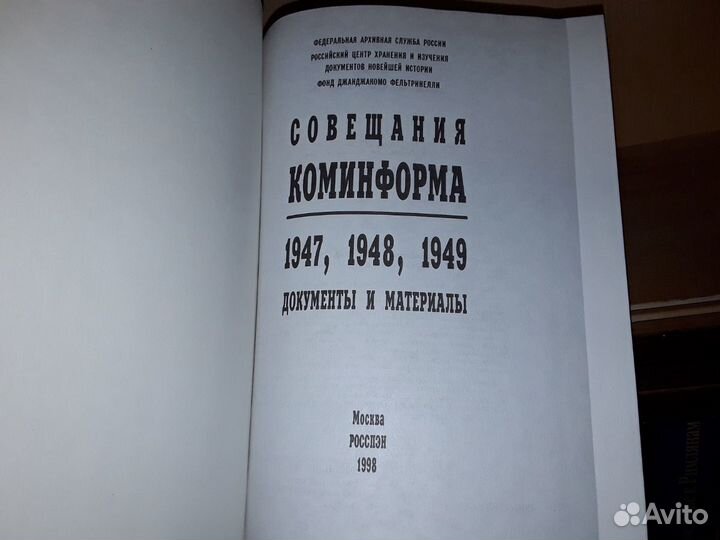 ФЕДЕРАЛЬНАЯ АРХИВНАЯ СЛУЖБА РОССИИ
РОССИЙСКИЙ ЦЕНТР ХРАНЕНИЯ И ИЗУЧЕНИЯ
ДОКУМЕНТОВ НОВЕЙШЕЙ ИСТОРИИ
ФОНД ДЖАНДЖАКОМО ФЕЛЬТРИНЕЛЛИ
СОВЕЩАНИЯ
КОМИНФОРМА
1947, 1948, 1949
ДОКУМЕНТЫ И МАТЕРИАЛЫ
Москва
РОССПЭН
1998
Римлянам
Avito